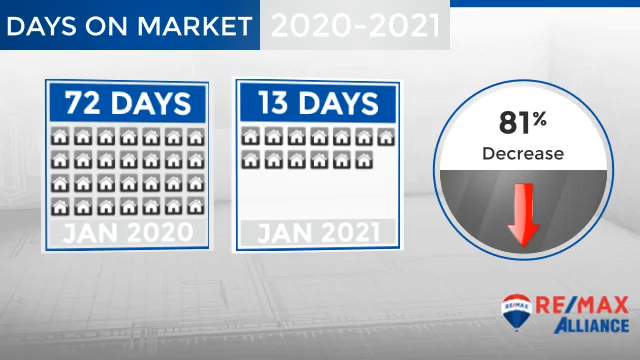 DAYS ON MARKET 2020-2021
72 DAYS
JAN 2020
13 DAYS
JAN 2021
81%
Decrease
RE/MAX
RE/MAX
ALLIANCE